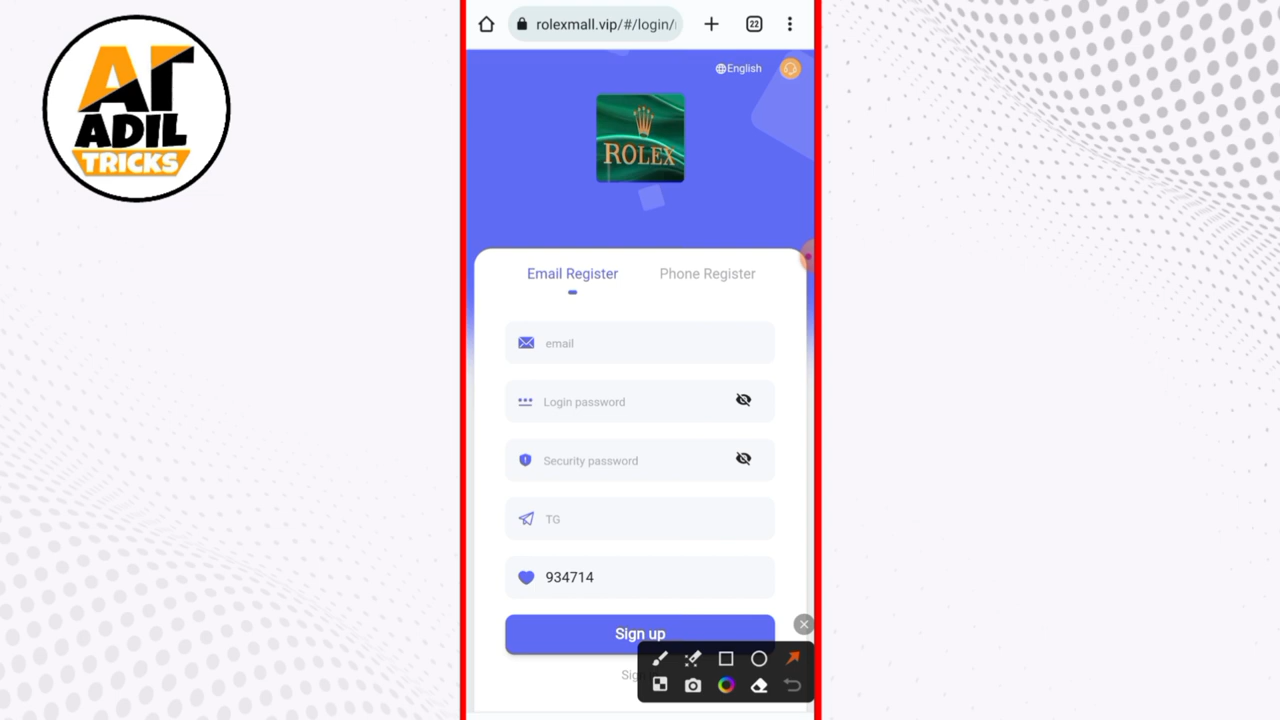 AT
ADIL
TRICKS
rolexmall.vip/#/login/
22
English
ROLEX
Email Register
Phone Register
email
Login password
Security password
TG
934714
Sign up